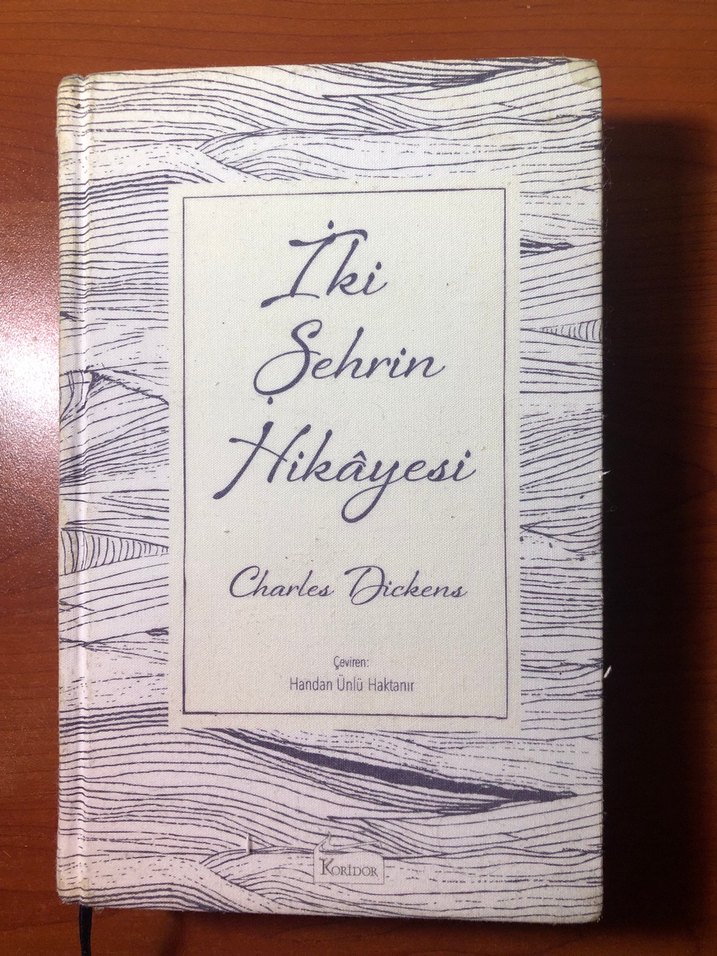 İki
Şehrin
Hikâyesi
Charles Dickens
Çeviren:
Handan Ünlü Haktanır
KORİDOR